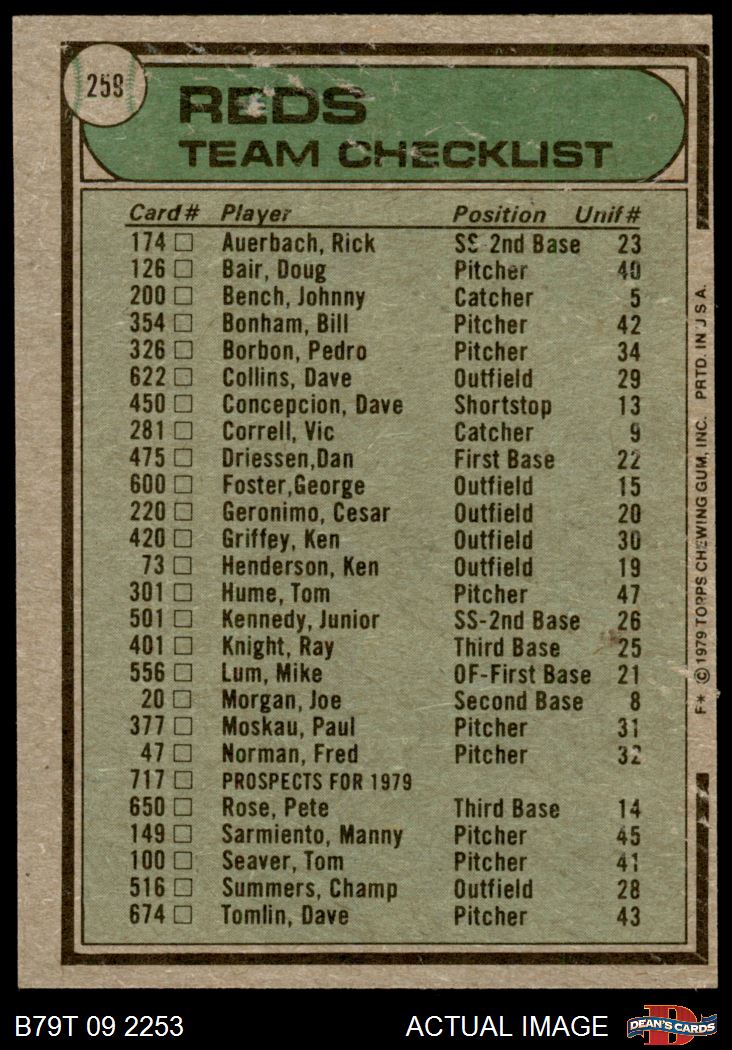 259
REDS
TEAM CHECKLIST
Card# Player Position Unif#
174 □ Auerbach, Rick SS 2nd Base 23
126 □ Bair, Doug Pitcher 40
200 □ Bench, Johnny Catcher 5
354 □ Bonham, Bill Pitcher 42
326 □ Borbon, Pedro Pitcher 34
622 □ Collins, Dave Outfield 29
450 □ Concepcion, Dave Shortstop 13
281 □ Correll, Vic Catcher 9
475 □ Driessen,Dan First Base 22
600 □ Foster,George Outfield 15
220 □ Geronimo, Cesar Outfield 20
420 □ Griffey, Ken Outfield 30
73 □ Henderson, Ken Outfield 19
301 □ Hume, Tom Pitcher 47
501 □ Kennedy, Junior SS-2nd Base 26
401 □ Knight, Ray Third Base 25
556 □ Lum, Mike OF-First Base 21
20 □ Morgan, Joe Second Base 8
377 □ Moskau, Paul Pitcher 31
47 □ Norman, Fred Pitcher 32
717 □ PROSPECTS FOR 1979
650 □ Rose, Pete Third Base 14
149 □ Sarmiento, Manny Pitcher 45
100 □ Seaver, Tom Pitcher 41
516 □ Summers, Champ Outfield 28
674 □ Tomlin, Dave Pitcher 43
F* © 1979 TOPPS CHEWING GUM, INC. PRTD. IN U.S.A.
B79T 09 2253 ACTUAL IMAGE DEAN'S CARDS